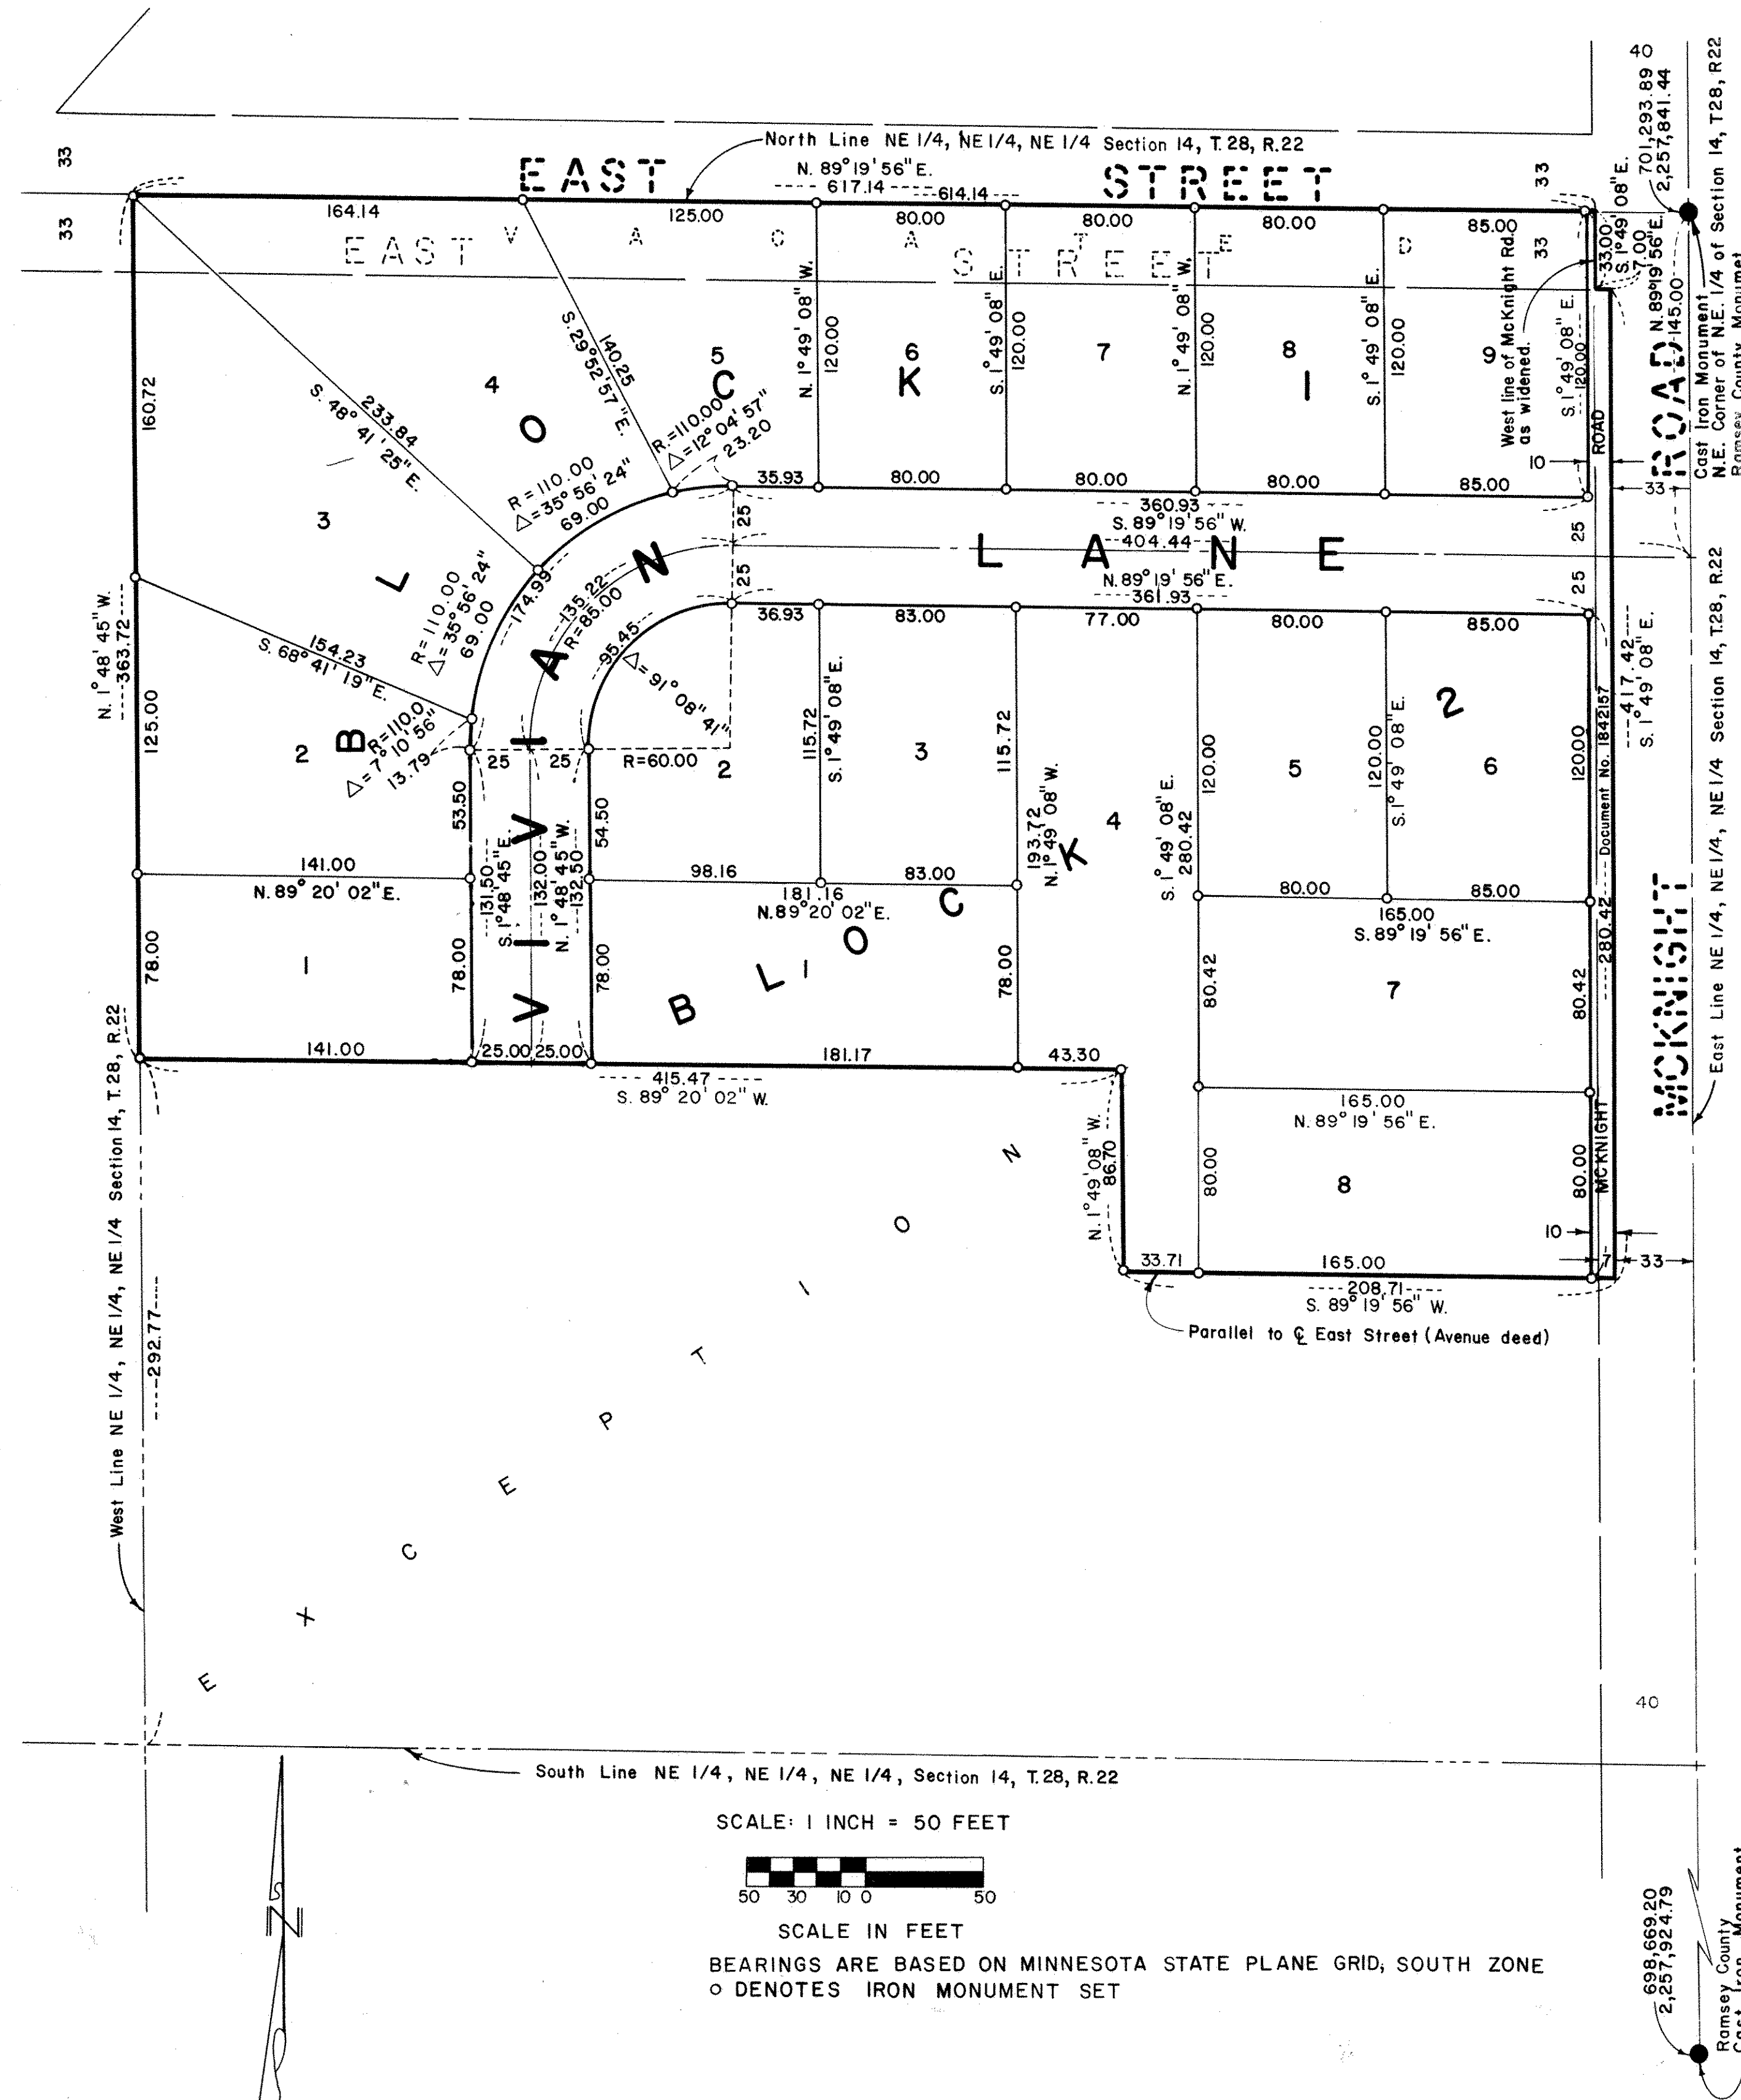 40
701,293.89
2,257,841.44
Cast Iron Monument
N.E. Corner of N.E. 1/4 of Section 14, T28, R22
Ramsey County Monumet
North Line NE 1/4, NE 1/4, NE 1/4 Section 14, T.28, R.22
33
EAST STREET
N. 89° 19' 56" E.
617.14
614.14
33
33
164.14
125.00
80.00
80.00
80.00
85.00
33
EAST STREET
VACATED
33.00
S. 1° 49' 08" E.
7.00
N. 89° 19' 56" E.
145.00
West line of McKnight Rd.
as widened.
160.72
S. 48° 41' 25" E.
233.84
S. 29° 52' 57" E.
140.25
N. 1° 49' 08" W.
120.00
S. 1° 49' 08" E.
120.00
N. 1° 49' 08" W.
120.00
S. 1° 49' 08" E.
120.00
S. 1° 49' 08" E.
120.00
3
4
5
6
7
8
9
BLOCK 1
R.=110.00
△=12° 04' 57"
23.20
R = 110.00
△=35° 56' 24"
69.00
R = 110.00
△=35° 56' 24"
69.00
R=110.0
△= 7° 10' 56"
13.79
35.93
80.00
80.00
80.00
85.00
10
33
ROAD
25
25
360.93
S. 89° 19' 56" W.
404.44
N. 89° 19' 56" E.
361.93
VIVIAN LANE
25
25
174.99
135.22
R=85.00
95.45
△= 91° 08" 41"
R=60.00
25
25
N. 1° 48' 45" W.
363.72
S. 68° 41' 19" E.
154.23
125.00
2
53.50
54.50
141.00
N. 89° 20' 02" E.
131.50
S. 1° 48' 45" E.
132.00
N. 1° 48' 45" W.
132.50
78.00
1
78.00
78.00
141.00
25.00
25.00
36.93
83.00
77.00
80.00
85.00
2
3
4
5
6
115.72
S. 1° 49' 08" E.
115.72
193.72
N. 1° 49' 08" W.
S. 1° 49' 08" E.
280.42
120.00
120.00
S. 1° 49' 08" E.
120.00
98.16
83.00
181.16
N. 89° 20' 02" E.
1
78.00
BLOCK 2
80.00
85.00
165.00
S. 89° 19' 56" E.
80.42
7
80.42
165.00
N. 89° 19' 56" E.
80.00
8
80.00
181.17
43.30
415.47
S. 89° 20' 02" W.
N. 1° 49' 08" W.
86.70
33.71
165.00
208.71
S. 89° 19' 56" W.
Parallel to ℄ East Street (Avenue deed)
10
7
33
MCKNIGHT
280.42
Document No. 1842157
417.42
S. 1° 49' 08" E.
MCKNIGHT ROAD
East Line NE 1/4, NE 1/4, NE 1/4 Section 14, T.28, R.22
West Line NE 1/4, NE 1/4, NE 1/4 Section 14, T. 28, R.22
292.77
EXCEPTION
40
South Line NE 1/4, NE 1/4, NE 1/4, Section 14, T.28, R.22
SCALE: 1 INCH = 50 FEET
50 30 10 0 50
SCALE IN FEET
BEARINGS ARE BASED ON MINNESOTA STATE PLANE GRID, SOUTH ZONE
o DENOTES IRON MONUMENT SET
N
698,669.20
2,257,924.79
Ramsey County
Cast Iron Monument